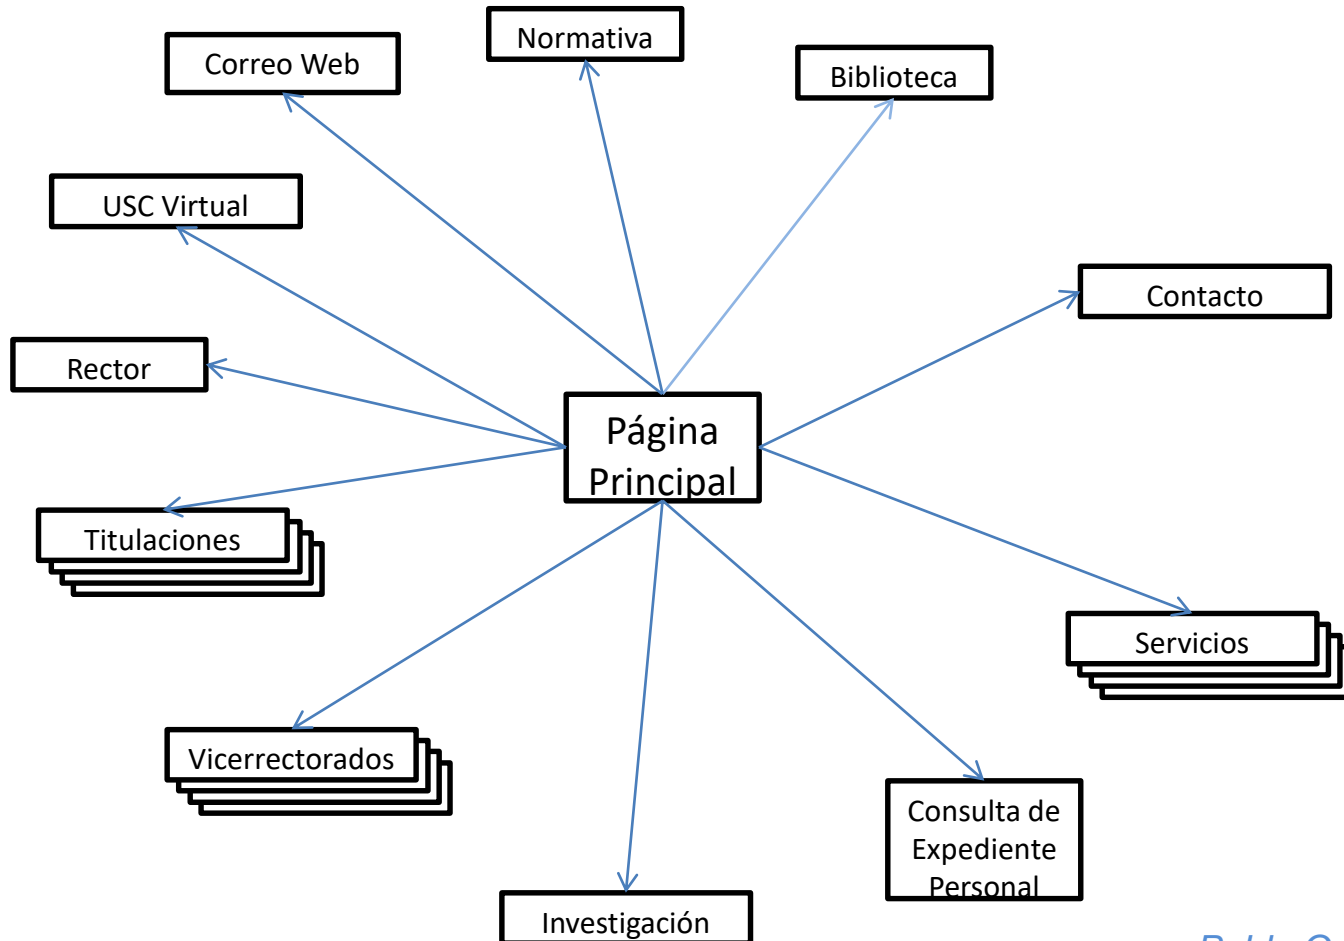 Normativa
Correo Web
Biblioteca
USC Virtual
Contacto
Rector
Página
Principal
Titulaciones
Servicios
Vicerrectorados
Consulta de
Expediente
Personal
Investigación